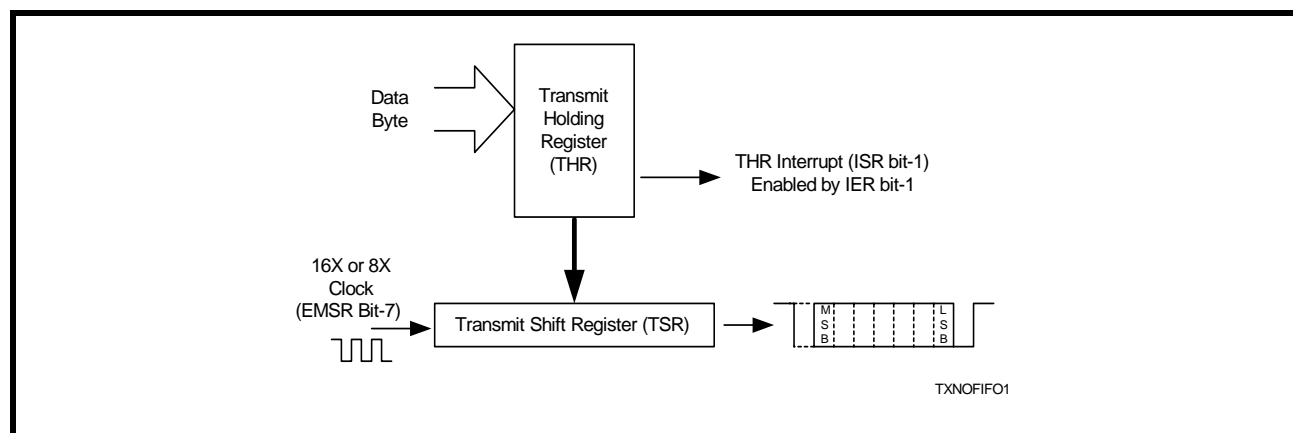 Data
Byte
Transmit
Holding
Register
(THR)
THR Interrupt (ISR bit-1)
Enabled by IER bit-1
16X or 8X
Clock
(EMSR Bit-7)
Transmit Shift Register (TSR)
M
S
B
L
S
B
TXNOFIFO1